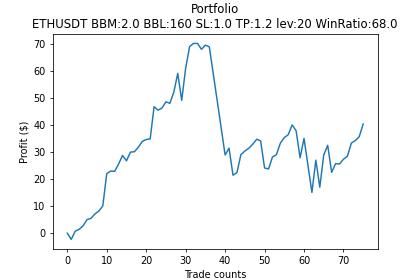 Portfolio
ETHUSDT BBM:2.0 BBL:160 SL:1.0 TP:1.2 lev:20 WinRatio:68.0
Profit ($)
70
60
50
40
30
20
10
0
0 10 20 30 40 50 60 70
Trade counts